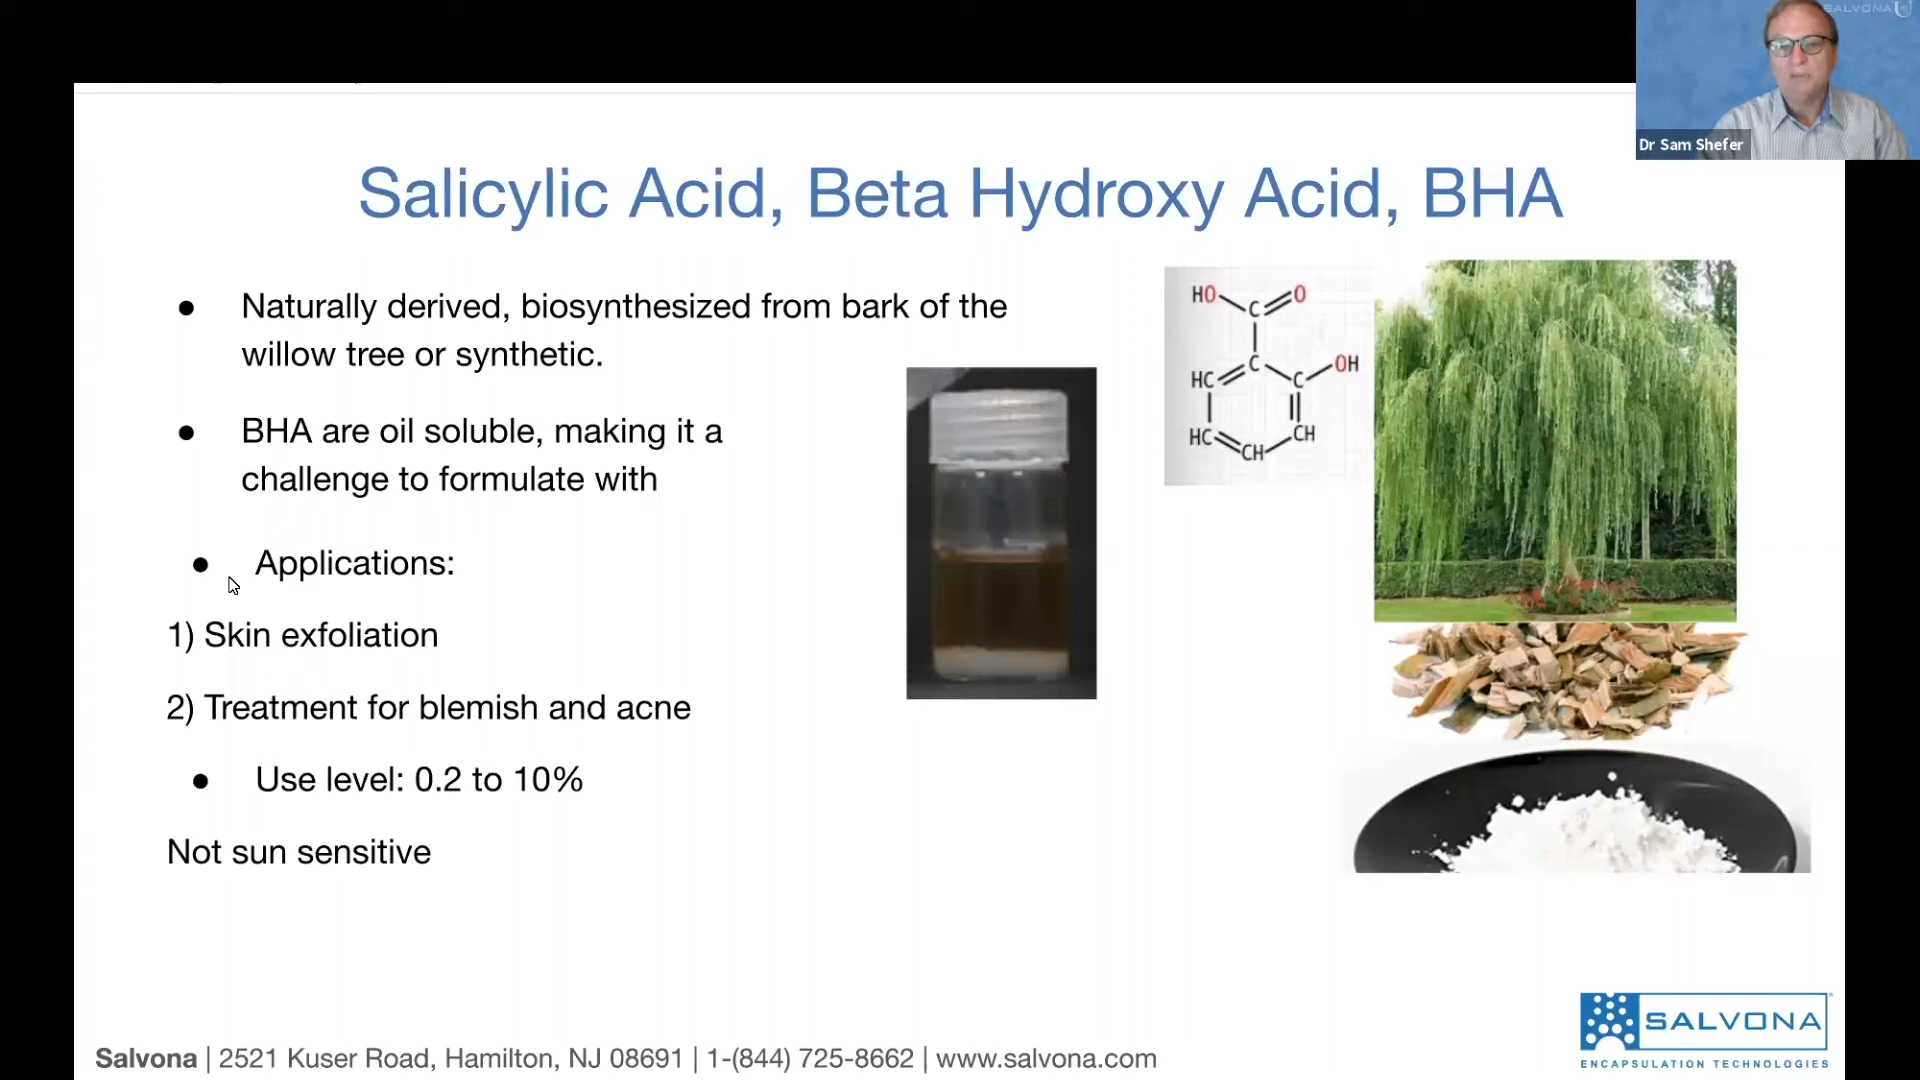 SALVONA
Dr Sam Shefer
Salicylic Acid, Beta Hydroxy Acid, BHA
● Naturally derived, biosynthesized from bark of the
willow tree or synthetic.
● BHA are oil soluble, making it a
challenge to formulate with
● Applications:
1) Skin exfoliation
2) Treatment for blemish and acne
● Use level: 0.2 to 10%
Not sun sensitive
HO
O
C
C
OH
HC
C
HC
CH
CH
SALVONA
ENCAPSULATION TECHNOLOGIES
Salvona | 2521 Kuser Road, Hamilton, NJ 08691 | 1-(844) 725-8662 | www.salvona.com